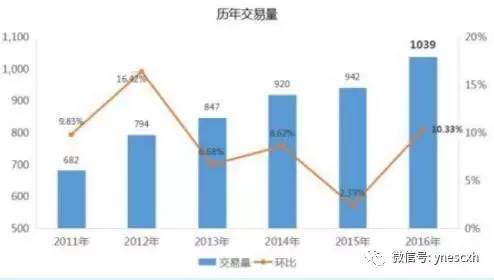 历年交易量
1,100
1,000
900
800
700
600
500
20%
15%
10%
5%
0%
682
794
847
920
942
1039
9.83%
16.42%
6.68%
8.62%
2.39%
10.33%
2011年
2012年
2013年
2014年
2015年
2016年
交易量
环比
微信号: ynescxh